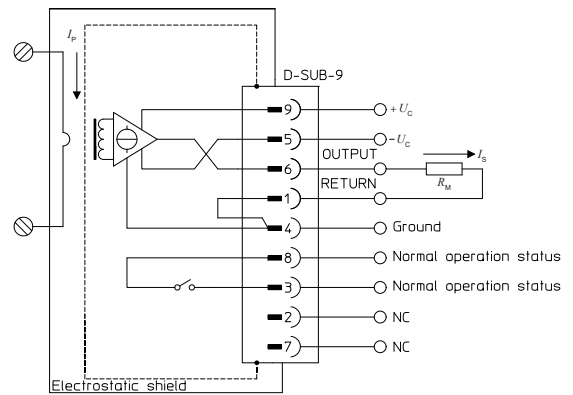 I_P
D-SUB-9
9 +U_C
5 -U_C
OUTPUT
I_S
6
R_M
RETURN
1
4 Ground
8 Normal operation status
3 Normal operation status
2 NC
7 NC
Electrostatic shield